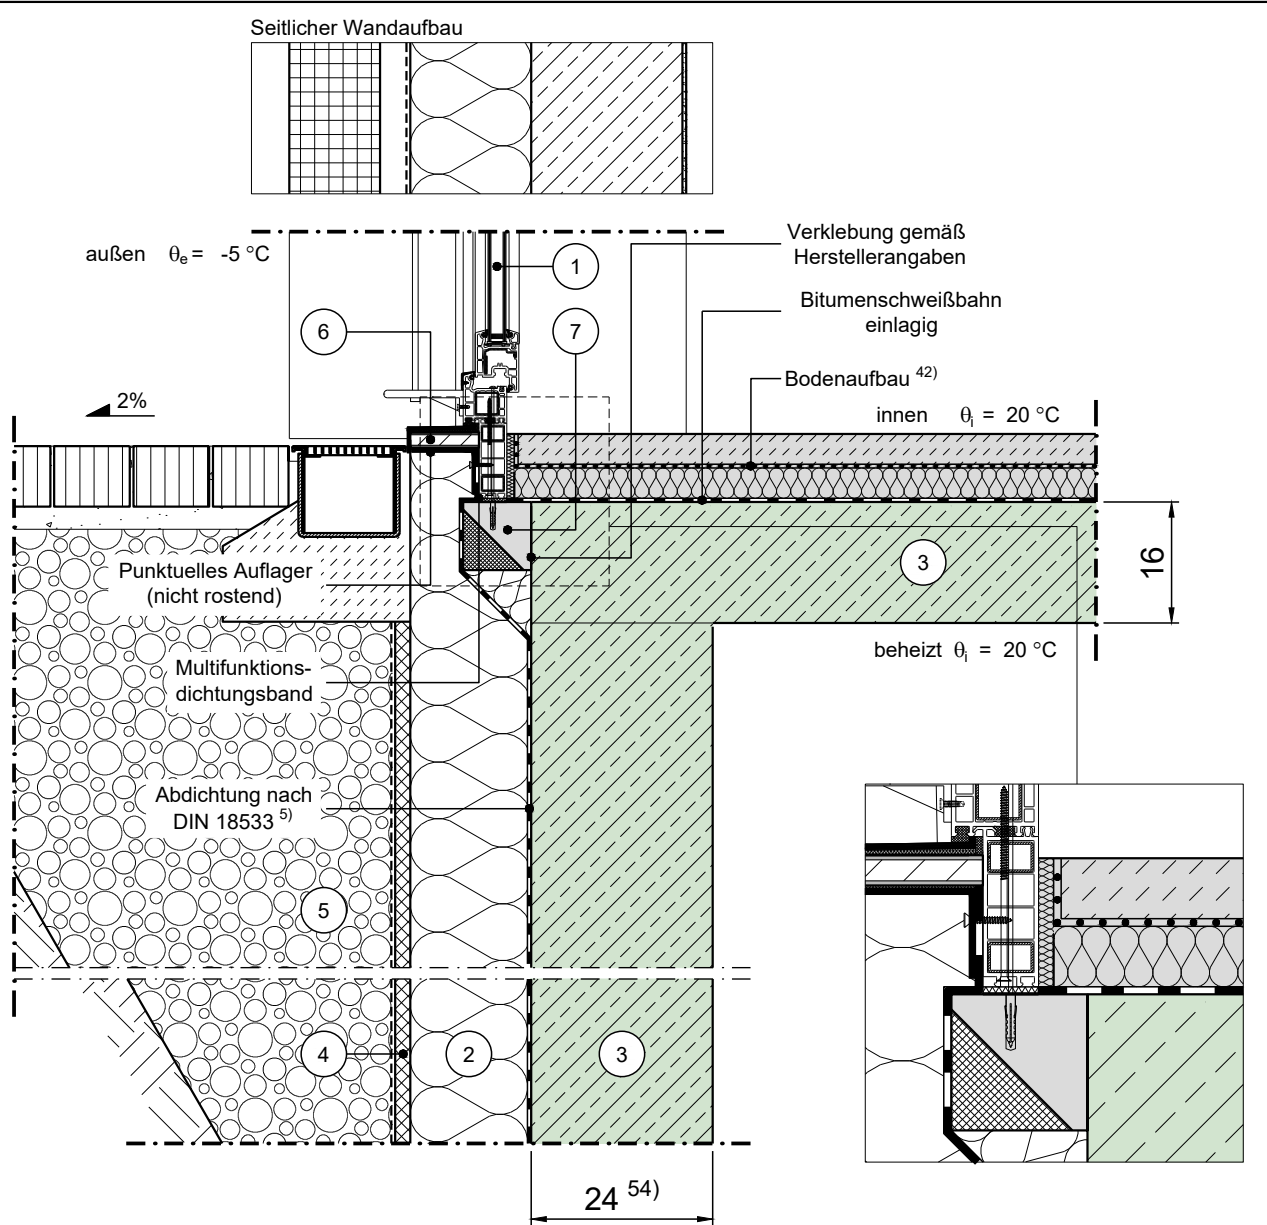 Seitlicher Wandaufbau
außen θe = -5 °C
Verklebung gemäß
Herstellerangaben
1
Bitumenschweißbahn
einlagig
6
7
Bodenaufbau 42)
2%
innen θi = 20 °C
3
16
Punktuelles Auflager
(nicht rostend)
beheizt θi = 20 °C
Multifunktions-
dichtungsband
Abdichtung nach
DIN 18533 5)
5
4
2
3
24 54)